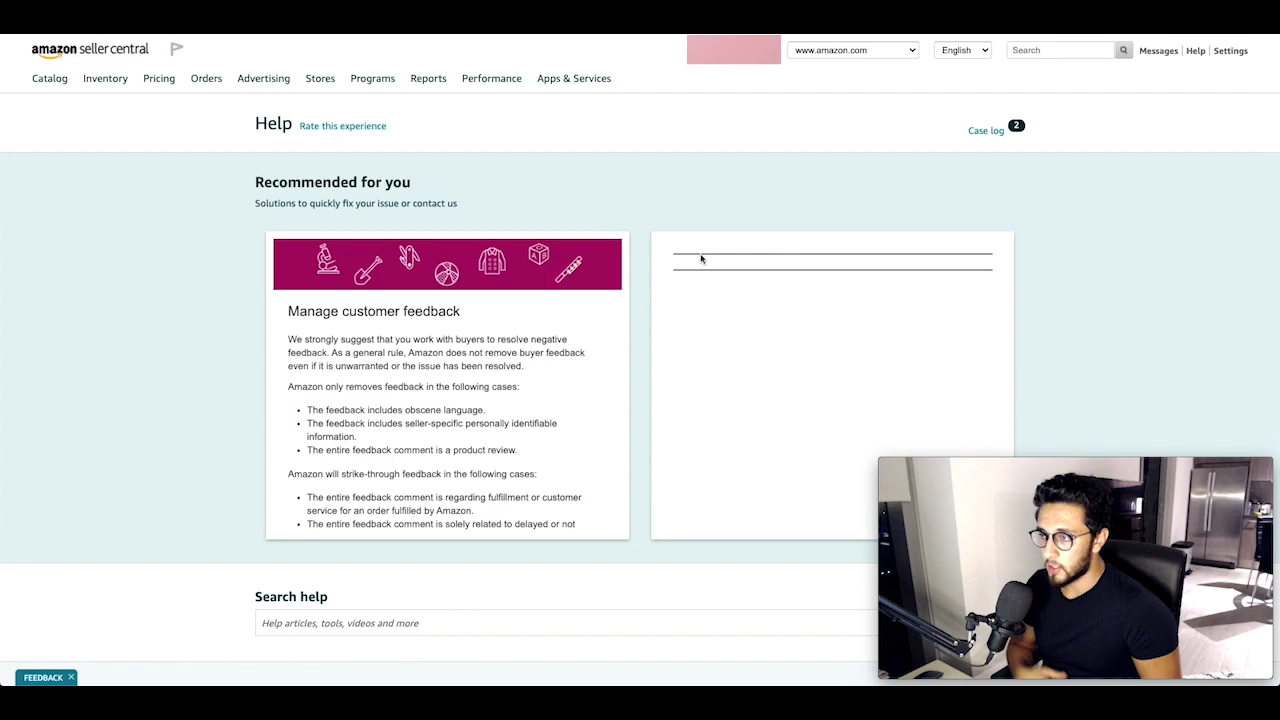 amazon seller central
www.amazon.com
English
Search
Messages | Help | Settings
Catalog Inventory Pricing Orders Advertising Stores Programs Reports Performance Apps & Services
Help Rate this experience
Case log 2
Recommended for you
Solutions to quickly fix your issue or contact us
Manage customer feedback
We strongly suggest that you work with buyers to resolve negative
feedback. As a general rule, Amazon does not remove buyer feedback
even if it is unwarranted or the issue has been resolved.
Amazon only removes feedback in the following cases:
• The feedback includes obscene language.
• The feedback includes seller-specific personally identifiable
information.
• The entire feedback comment is a product review.
Amazon will strike-through feedback in the following cases:
• The entire feedback comment is regarding fulfillment or customer
service for an order fulfilled by Amazon.
• The entire feedback comment is solely related to delayed or not
Search help
Help articles, tools, videos and more
FEEDBACK ×